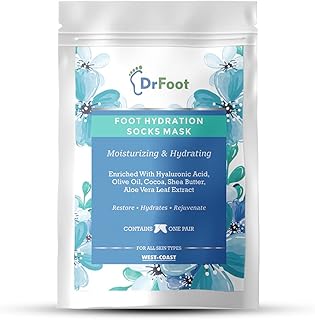 DrFoot
FOOT HYDRATION
SOCKS MASK
Moisturizing & Hydrating
Enriched With Hyaluronic Acid,
Olive Oil, Cocoa, Shea Butter,
Aloe Vera Leaf Extract
Restore • Hydrates • Rejuvenate
CONTAINS ONE PAIR
FOR ALL SKIN TYPES
WEST-COAST